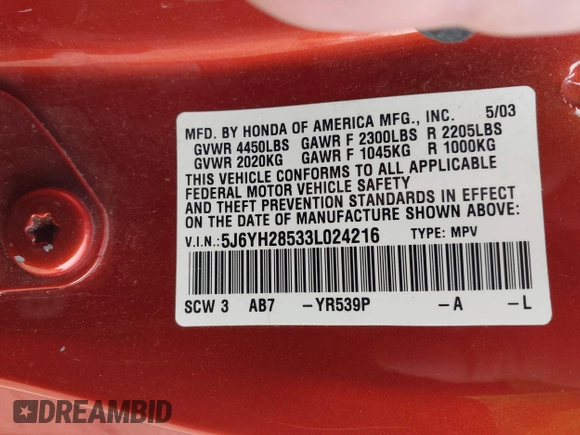 MFD. BY HONDA OF AMERICA MFG., INC. 5/03
GVWR 4450LBS GAWR F 2300LBS R 2205LBS
GVWR 2020KG GAWR F 1045KG R 1000KG
THIS VEHICLE CONFORMS TO ALL APPLICABLE
FEDERAL MOTOR VEHICLE SAFETY
AND THEFT PREVENTION STANDARDS IN EFFECT
ON THE DATE OF MANUFACTURE SHOWN ABOVE:
V.I.N.: 5J6YH28533L024216 TYPE: MPV
SCW 3 AB7 –YR539P –A –L
DREAMBID